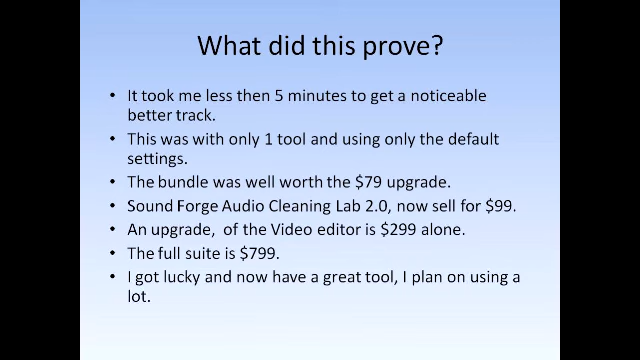 What did this prove?
• It took me less then 5 minutes to get a noticeable
better track.
• This was with only 1 tool and using only the default
settings.
• The bundle was well worth the $79 upgrade.
• Sound Forge Audio Cleaning Lab 2.0, now sell for $99.
• An upgrade,  of the Video editor is $299 alone.
• The full suite is $799.
• I got lucky and now have a great tool, I plan on using a
lot.